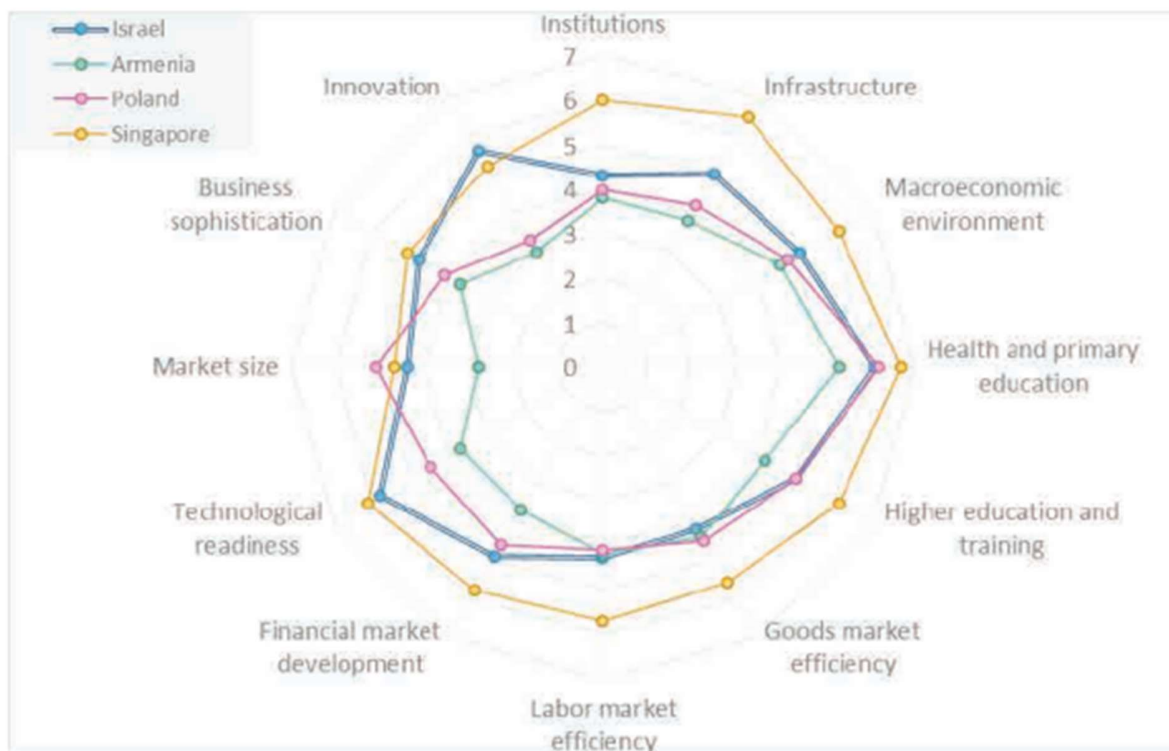 Israel
Armenia
Poland
Singapore
Institutions
7
6
5
4
3
2
1
0
Infrastructure
Macroeconomic
environment
Health and primary
education
Higher education and
training
Goods market
efficiency
Labor market
efficiency
Financial market
development
Technological
readiness
Market size
Business
sophistication
Innovation